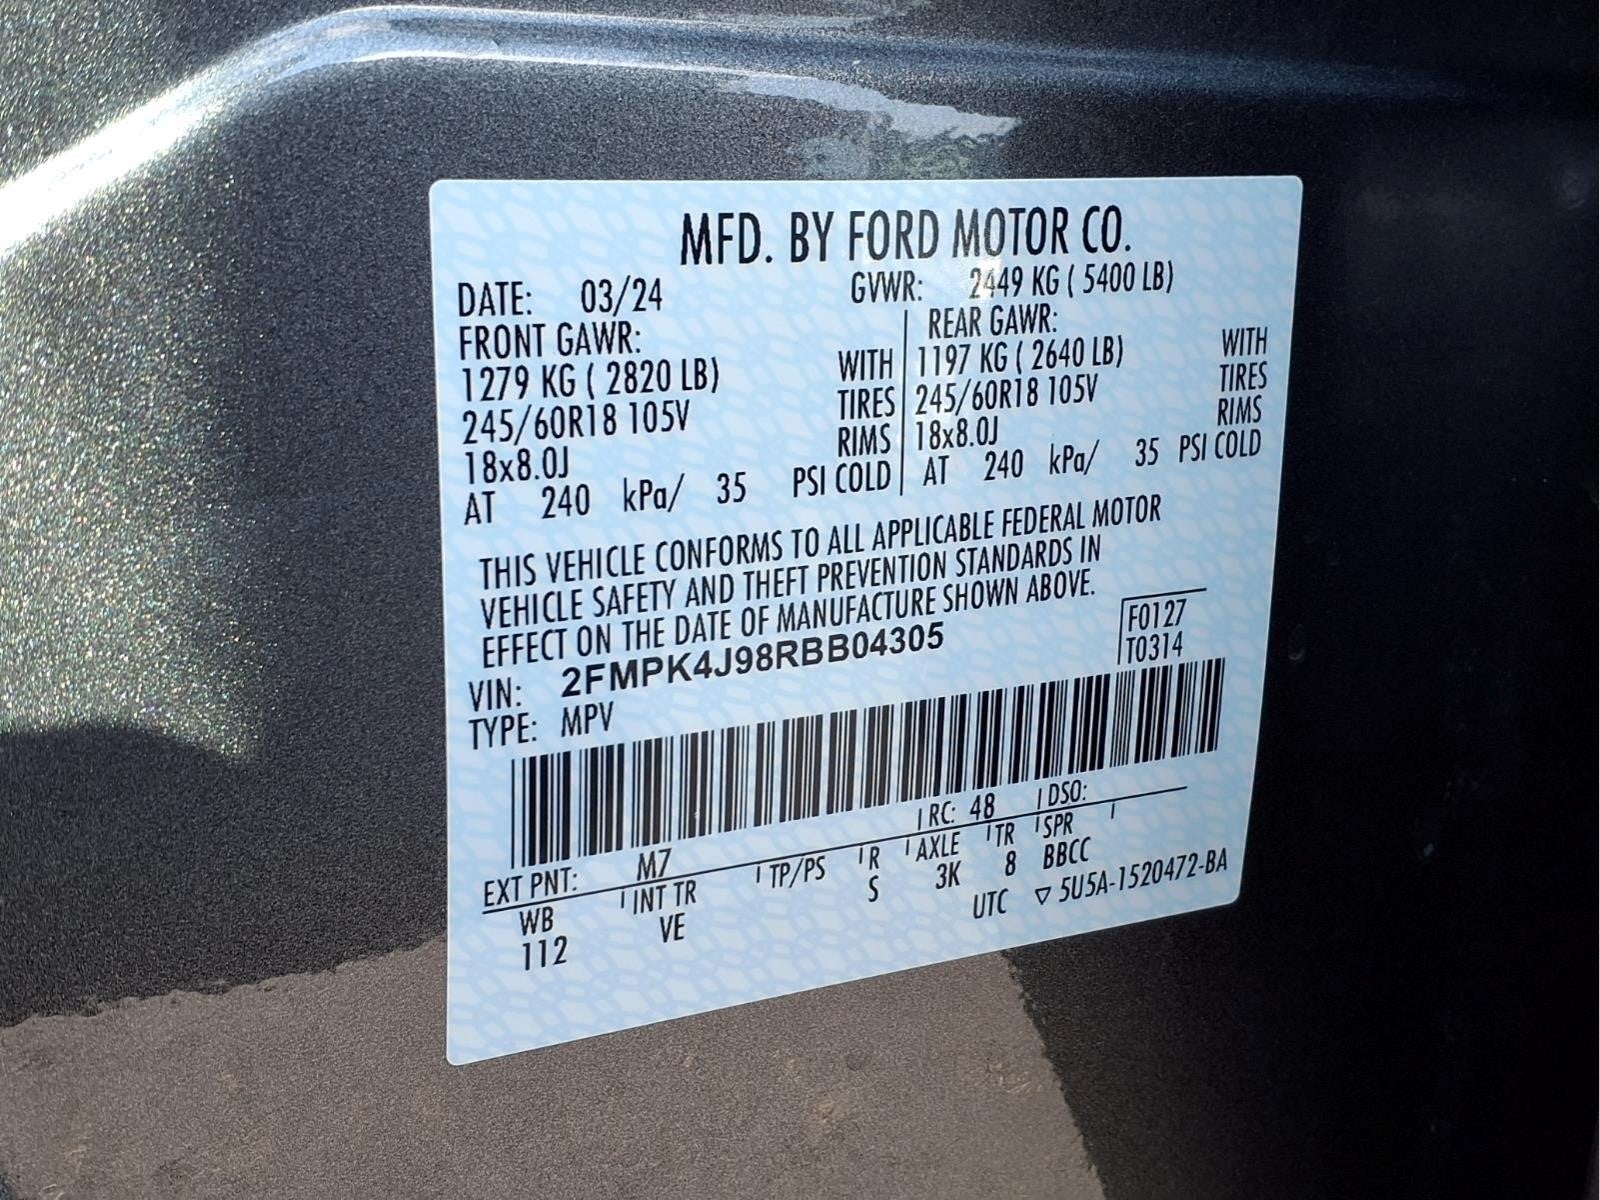 MFD. BY FORD MOTOR CO.
DATE: 03/24 GVWR: 2449 KG ( 5400 LB)
FRONT GAWR: REAR GAWR:
1279 KG ( 2820 LB) WITH 1197 KG ( 2640 LB) WITH
245/60R18 105V TIRES 245/60R18 105V TIRES
18x8.0J RIMS 18x8.0J RIMS
AT 240 kPa/ 35 PSI COLD AT 240 kPa/ 35 PSI COLD
THIS VEHICLE CONFORMS TO ALL APPLICABLE FEDERAL MOTOR
VEHICLE SAFETY AND THEFT PREVENTION STANDARDS IN
EFFECT ON THE DATE OF MANUFACTURE SHOWN ABOVE.
VIN: 2FMPK4J98RBB04305 F0127
TYPE: MPV T0314
EXT PNT: M7 RC: 48 DSO:
WB INT TR TP/PS R AXLE TR SPR
112 VE S 3K 8 BBCC
UTC ▽ 5U5A-1520472-BA